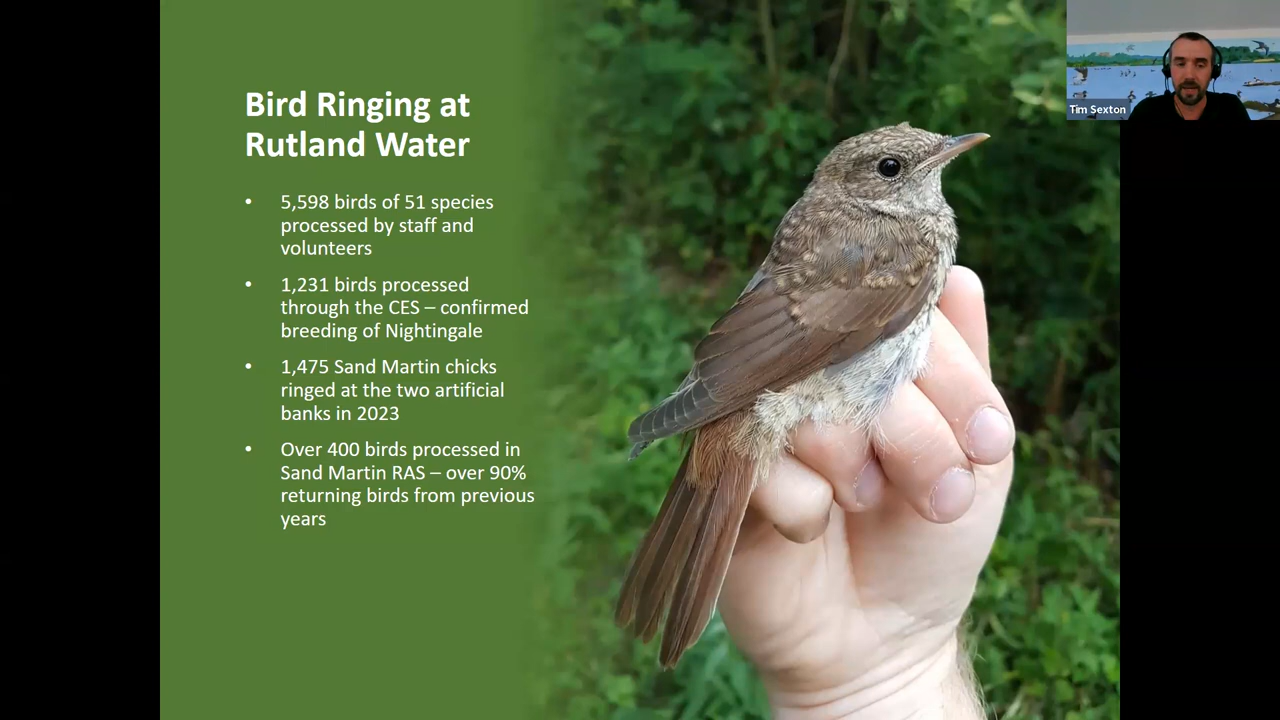 Bird Ringing at
Rutland Water
• 5,598 birds of 51 species
processed by staff and
volunteers
• 1,231 birds processed
through the CES – confirmed
breeding of Nightingale
• 1,475 Sand Martin chicks
ringed at the two artificial
banks in 2023
• Over 400 birds processed in
Sand Martin RAS – over 90%
returning birds from previous
years
Tim Sexton